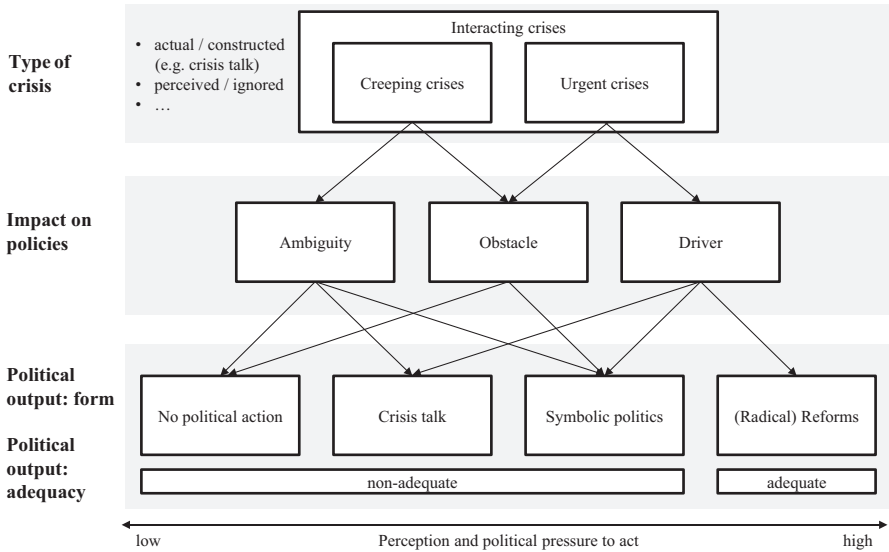 Type of
crisis
• actual / constructed
(e.g. crisis talk)
• perceived / ignored
• …
Interacting crises
Creeping crises
Urgent crises
Impact on
policies
Ambiguity
Obstacle
Driver
Political
output: form
No political action
Crisis talk
Symbolic politics
(Radical) Reforms
Political
output:
adequacy
non-adequate
adequate
low
Perception and political pressure to act
high